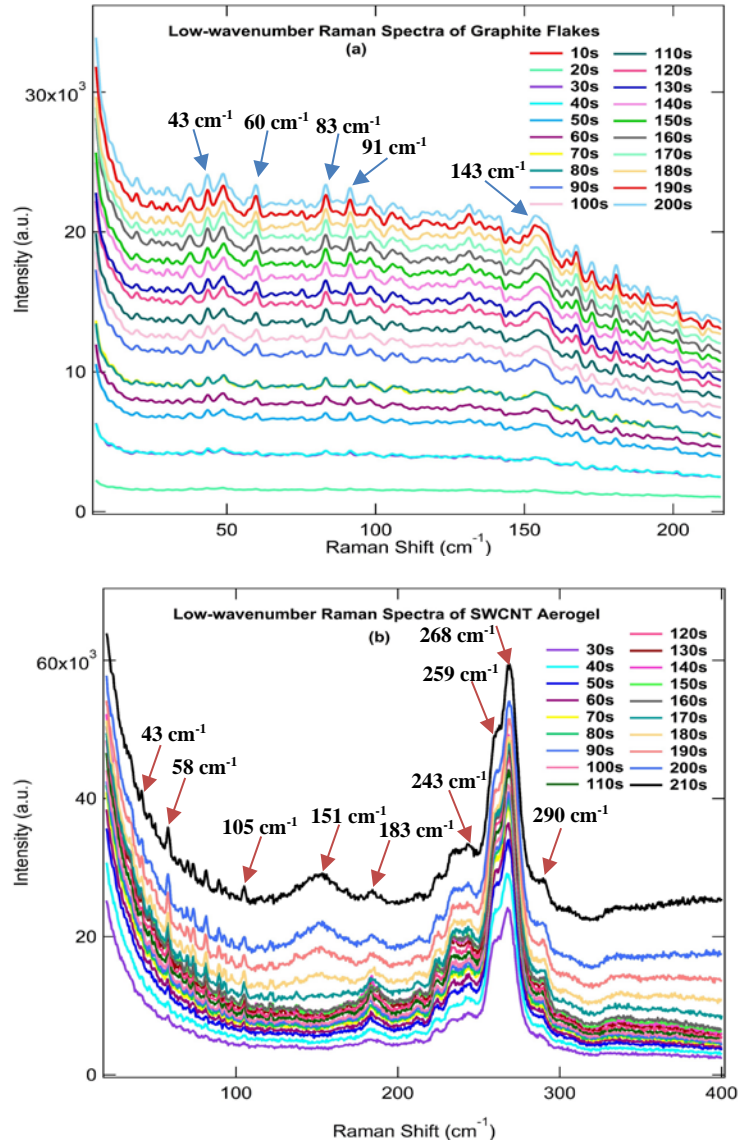 Low-wavenumber Raman Spectra of Graphite Flakes
(a)
10s 110s
20s 120s
30s 130s
40s 140s
50s 150s
60s 160s
70s 170s
80s 180s
90s 190s
100s 200s
43 cm⁻¹
60 cm⁻¹
83 cm⁻¹
91 cm⁻¹
143 cm⁻¹
30x10³
20
10
0
Intensity (a.u.)
50 100 150 200
Raman Shift (cm⁻¹)
Low-wavenumber Raman Spectra of SWCNT Aerogel
(b)
30s 120s
40s 130s
50s 140s
60s 150s
70s 160s
80s 170s
90s 180s
100s 190s
110s 200s
210s
268 cm⁻¹
259 cm⁻¹
43 cm⁻¹
58 cm⁻¹
105 cm⁻¹
151 cm⁻¹
183 cm⁻¹
243 cm⁻¹
290 cm⁻¹
60x10³
40
20
0
Intensity (a.u.)
100 200 300 400
Raman Shift (cm⁻¹)